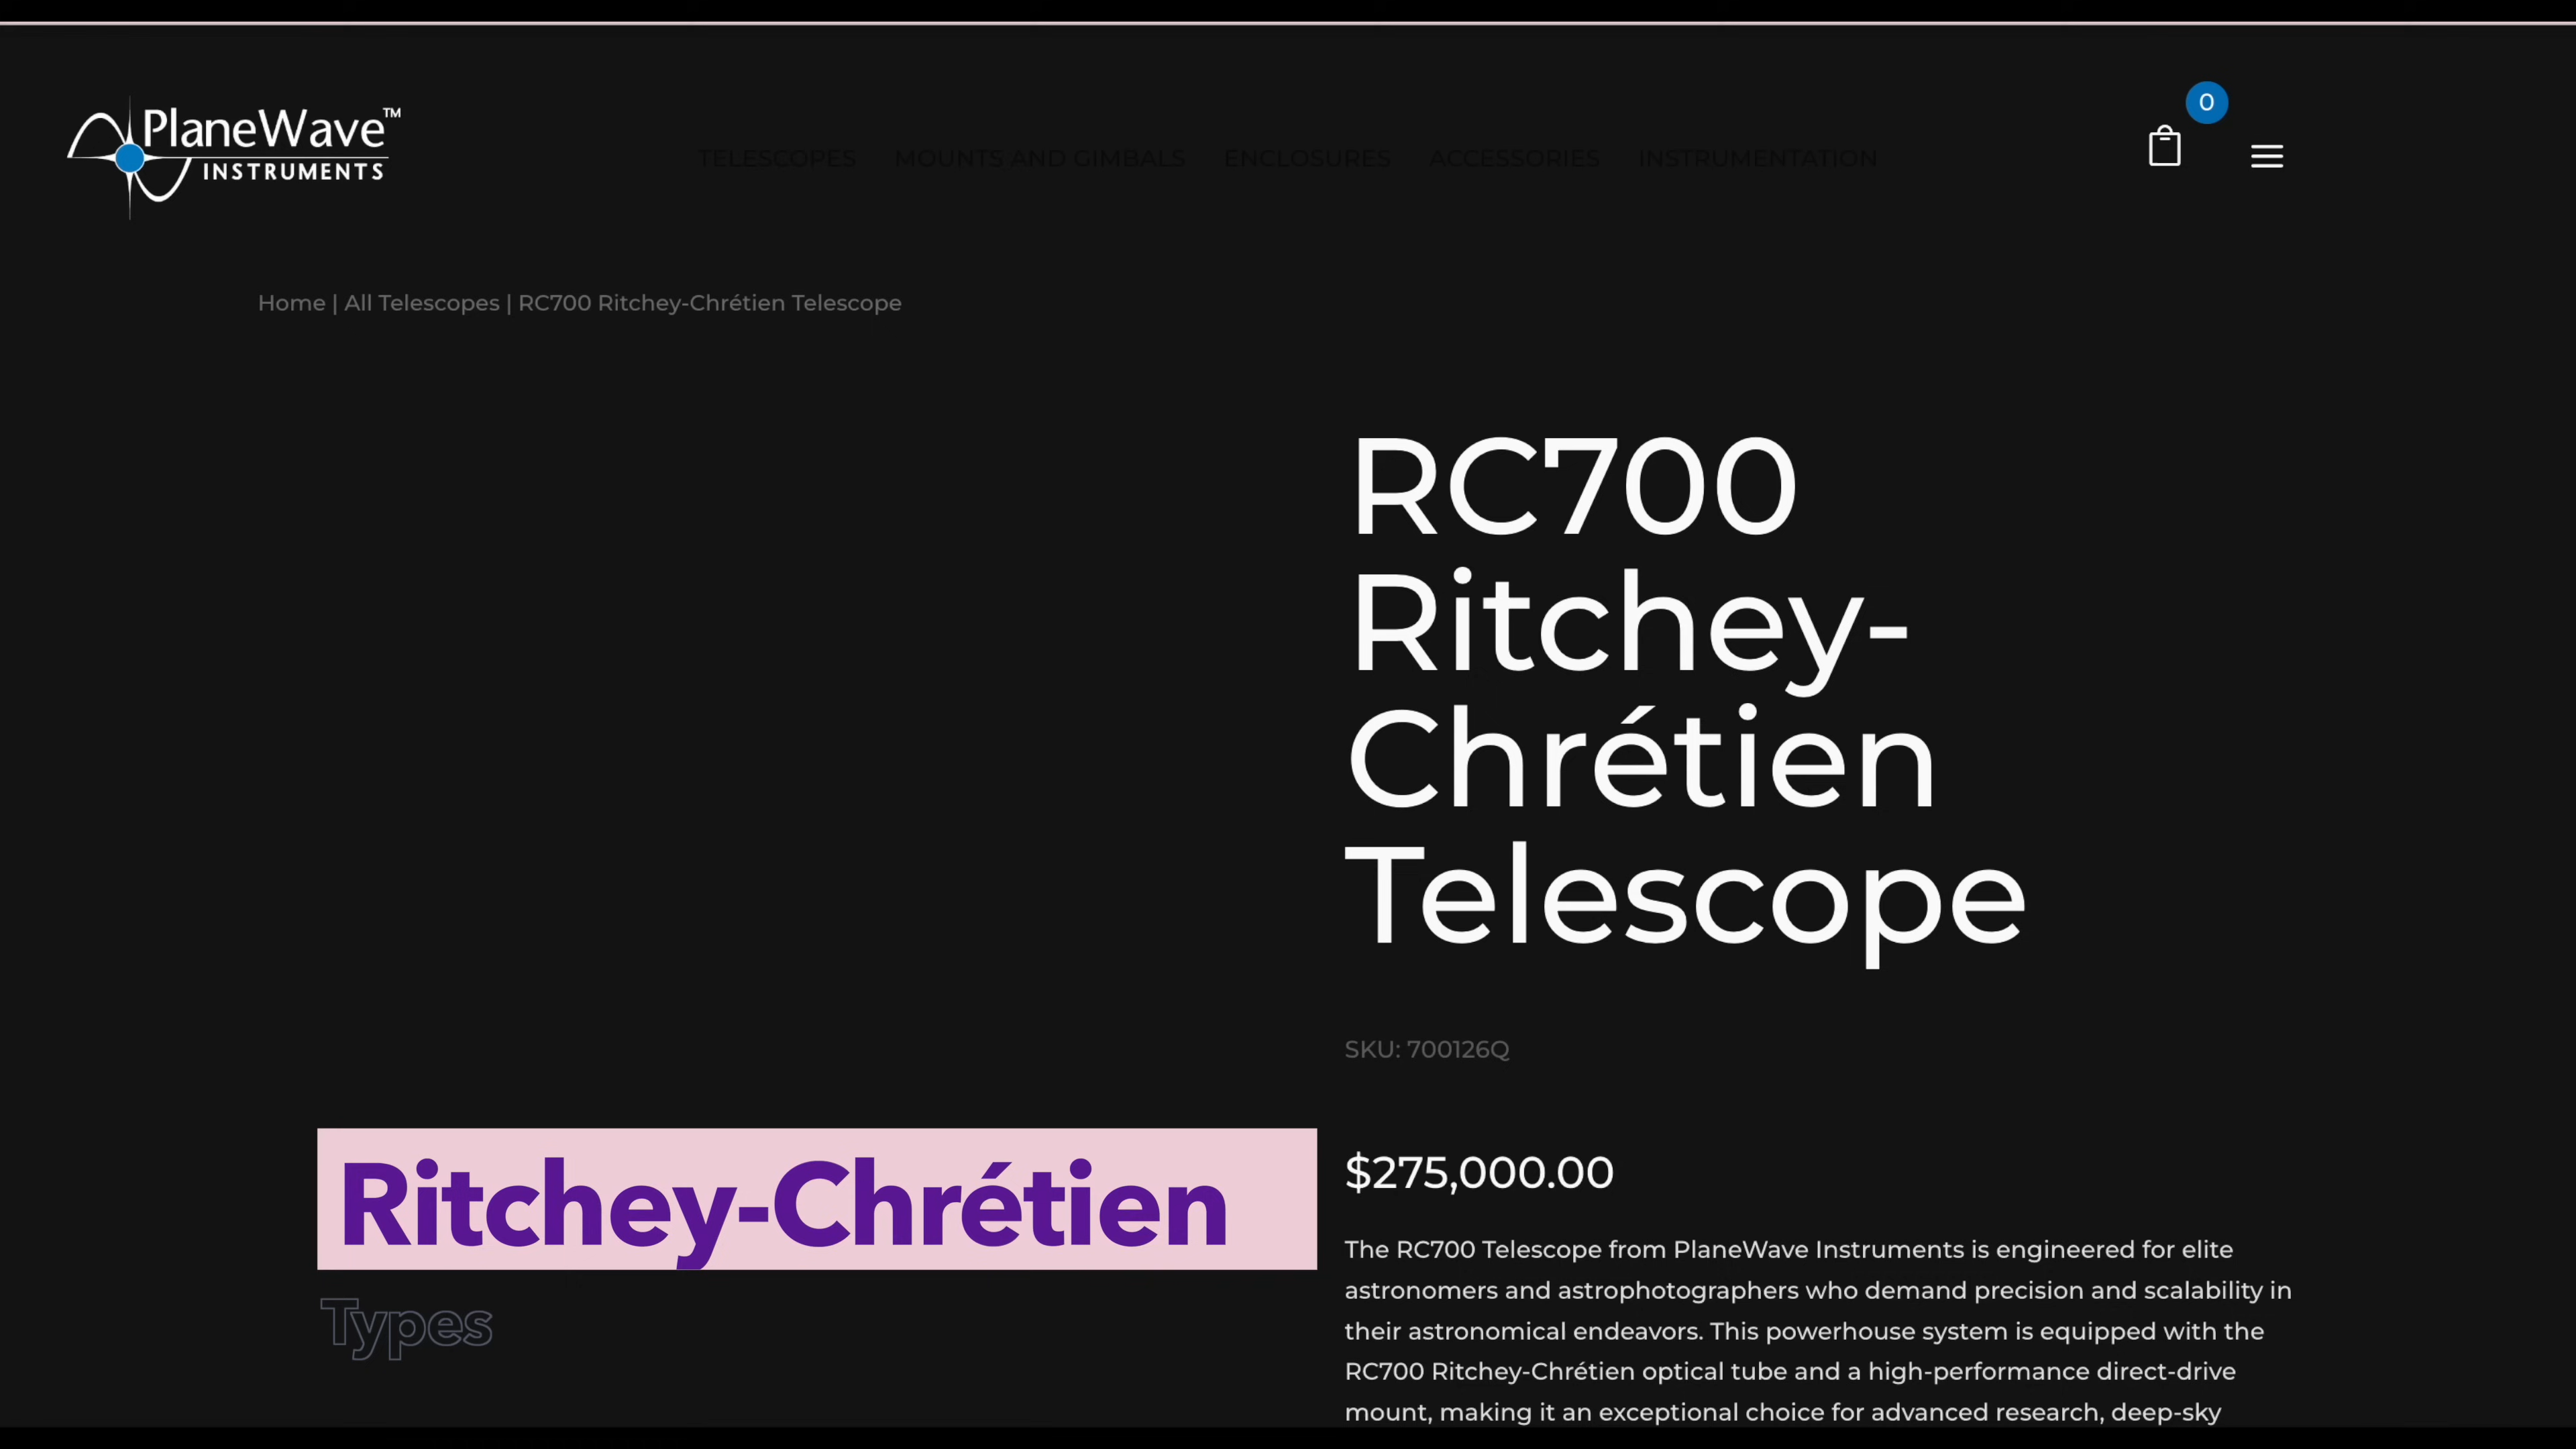 PlaneWave™
INSTRUMENTS
TELESCOPES MOUNTS AND GIMBALS ENCLOSURES ACCESSORIES INSTRUMENTATION
0
Home | All Telescopes | RC700 Ritchey-Chrétien Telescope
RC700
Ritchey-
Chrétien
Telescope
SKU: 700126Q
$275,000.00
The RC700 Telescope from PlaneWave Instruments is engineered for elite
astronomers and astrophotographers who demand precision and scalability in
their astronomical endeavors. This powerhouse system is equipped with the
RC700 Ritchey-Chrétien optical tube and a high-performance direct-drive
mount, making it an exceptional choice for advanced research, deep-sky
Ritchey-Chrétien
Types